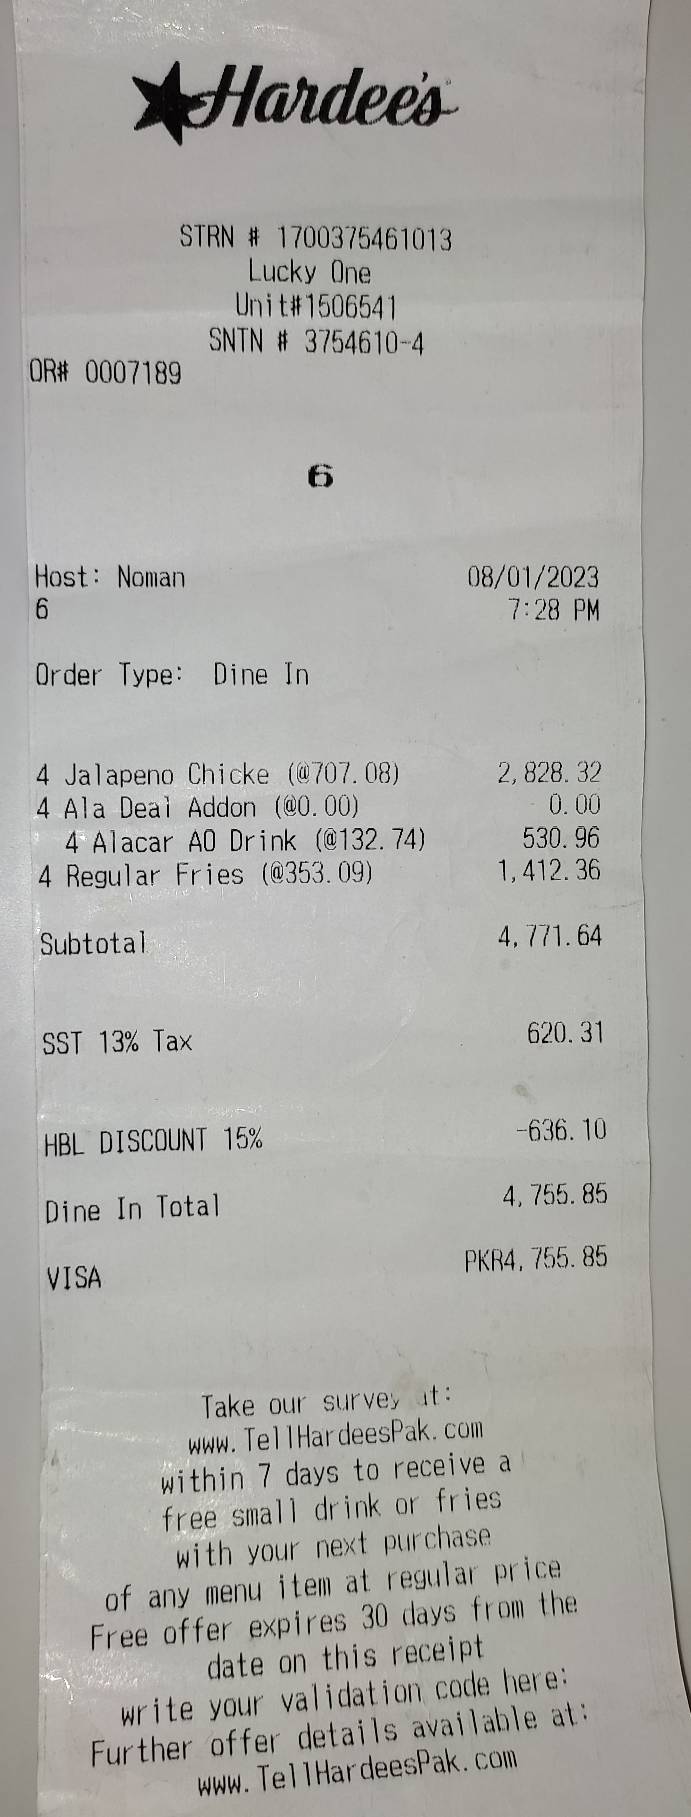 Hardee's
STRN # 1700375461013
Lucky One
Unit#1506541
SNTN # 3754610-4
OR# 0007189
6
Host: Noman 08/01/2023
6 7:28 PM
Order Type: Dine In
4 Jalapeno Chicke (@707.08) 2,828.32
4 Ala Deal Addon (@0.00) 0.00
4 Alacar AO Drink (@132.74) 530.96
4 Regular Fries (@353.09) 1,412.36
Subtotal 4,771.64
SST 13% Tax 620.31
HBL DISCOUNT 15% -636.10
Dine In Total 4,755.85
VISA PKR4,755.85
Take our survey at:
www.TellHardeesPak.com
within 7 days to receive a
free small drink or fries
with your next purchase
of any menu item at regular price
Free offer expires 30 days from the
date on this receipt
write your validation code here:
Further offer details available at:
www.TellHardeesPak.com